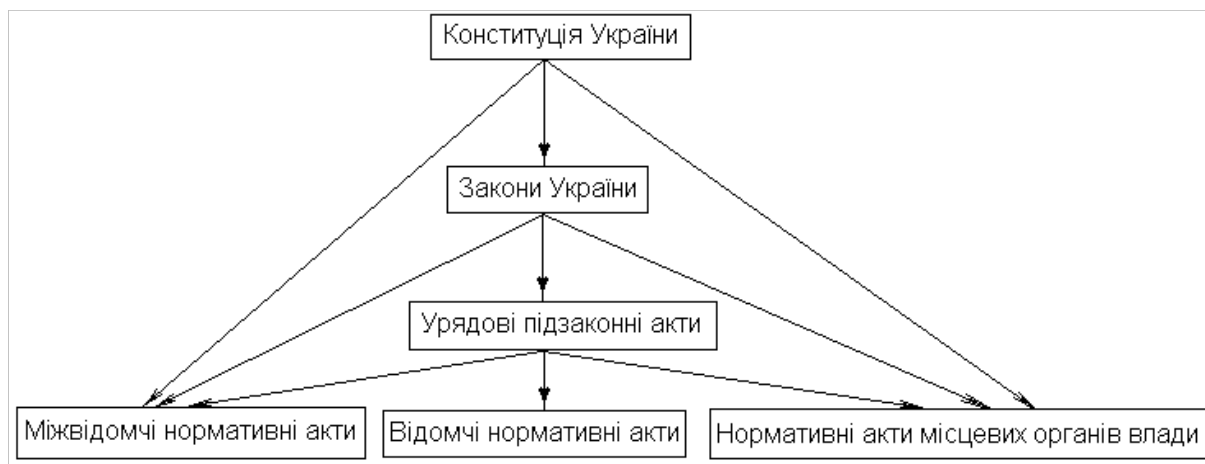 Конституція України
Закони України
Урядові підзаконні акти
Міжвідомчі нормативні акти
Відомчі нормативні акти
Нормативні акти місцевих органів влади